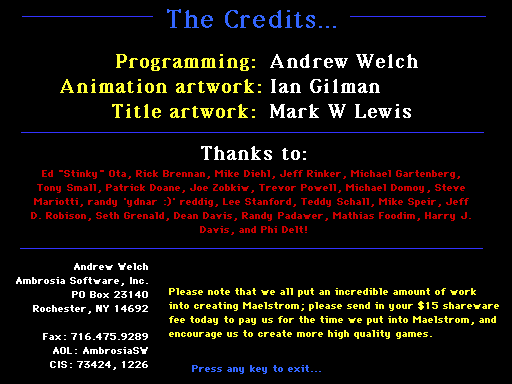 The Credits...
Programming: Andrew Welch
Animation artwork: Ian Gilman
Title artwork: Mark W Lewis
Thanks to:
Ed "Stinky" Ota, Rick Brennan, Mike Diehl, Jeff Rinker, Michael Gartenberg,
Tony Small, Patrick Deane, Joe Zobkiw, Trevor Powell, Michael Domoy, Steve
Mariotti, randy 'ydnar :)' reddig, Lee Stanford, Teddy Schall, Mike Speir, Jeff
D. Robison, Seth Grenald, Dean Davis, Randy Padawer, Mathias Foodim, Harry J.
Davis, and Phi Delt!
Andrew Welch
Ambrosia Software, Inc.
PO Box 23140
Rochester, NY 14692
Fax: 716.475.9289
AOL: AmbrosiaSW
CIS: 73424, 1226
Please note that we all put an incredible amount of work
into creating Maelstrom; please send in your $15 shareware
fee today to pay us for the time we put into Maelstrom, and
encourage us to create more high quality games.
Press any key to exit...